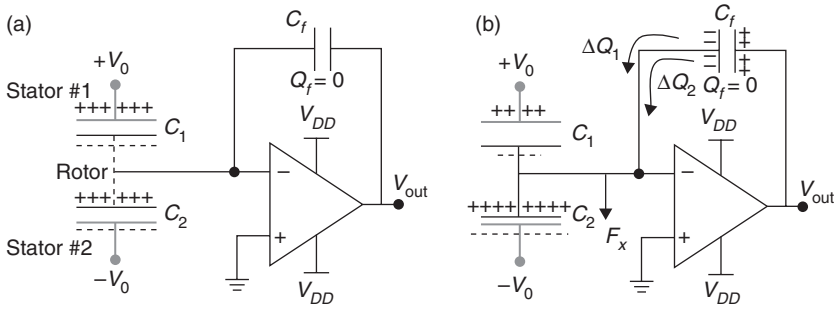 (a)
C_f
Q_f = 0
+V_0
Stator #1
+++ +++
C_1
V_DD
Rotor
−
V_out
+++ +++
C_2
+
Stator #2
−V_0
V_DD
(b)
ΔQ_1
C_f
ΔQ_2
Q_f = 0
+V_0
++ ++
C_1
V_DD
−
V_out
++++ ++++
C_2
F_x
+
−V_0
V_DD